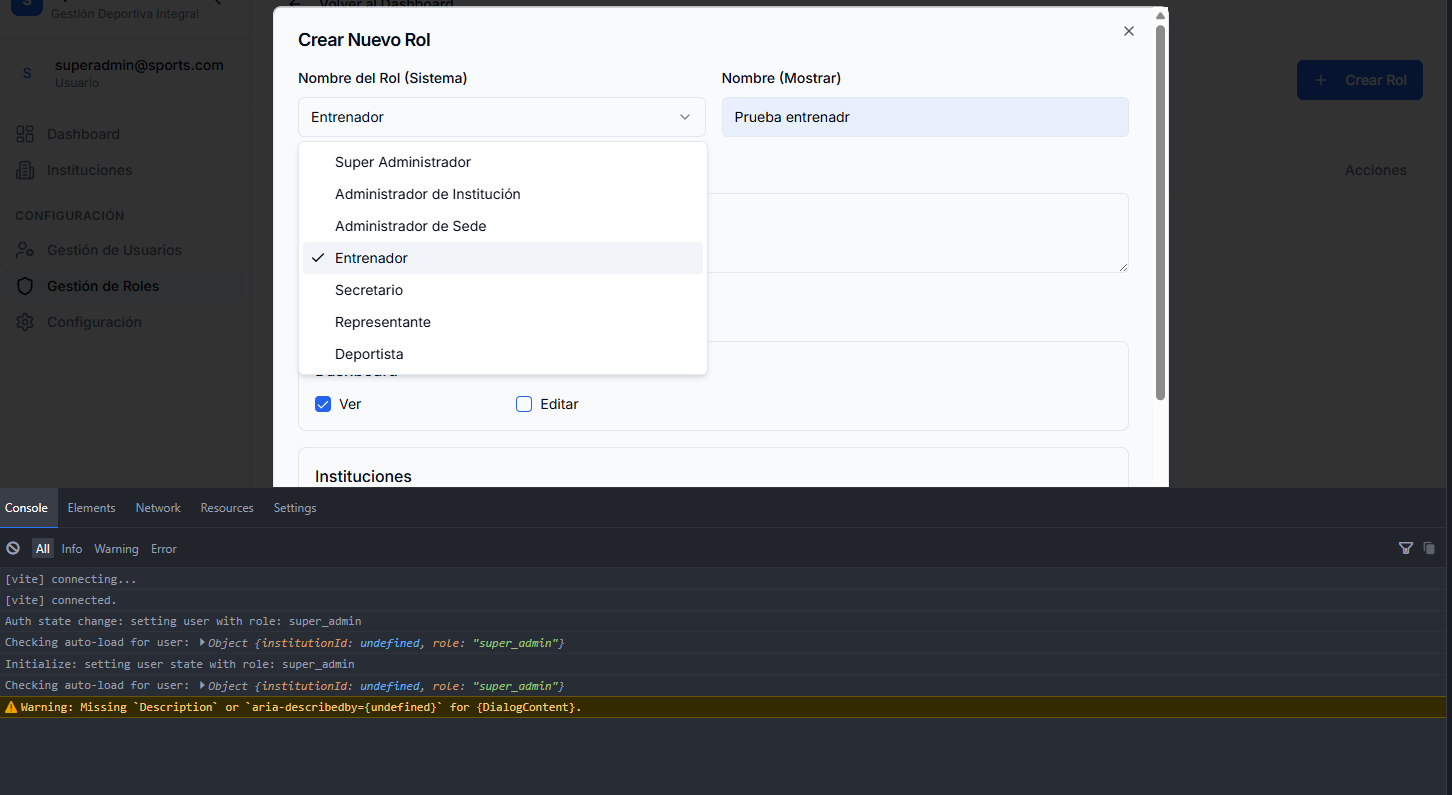 S
Gestión Deportiva Integral
S
superadmin@sports.com
Usuario
Dashboard
Instituciones
CONFIGURACIÓN
Gestión de Usuarios
Gestión de Roles
Configuración
Volver al Dashboard
+ Crear Rol
Acciones
Crear Nuevo Rol
Nombre del Rol (Sistema)
Nombre (Mostrar)
Entrenador
Prueba entrenadr
Super Administrador
Administrador de Institución
Administrador de Sede
Entrenador
Secretario
Representante
Deportista
Dashboard
Ver
Editar
Instituciones
Console Elements Network Resources Settings
All Info Warning Error
[vite] connecting...
[vite] connected.
Auth state change: setting user with role: super_admin
Checking auto-load for user: Object {institutionId: undefined, role: "super_admin"}
Initialize: setting user state with role: super_admin
Checking auto-load for user: Object {institutionId: undefined, role: "super_admin"}
Warning: Missing `Description` or `aria-describedby={undefined}` for {DialogContent}.